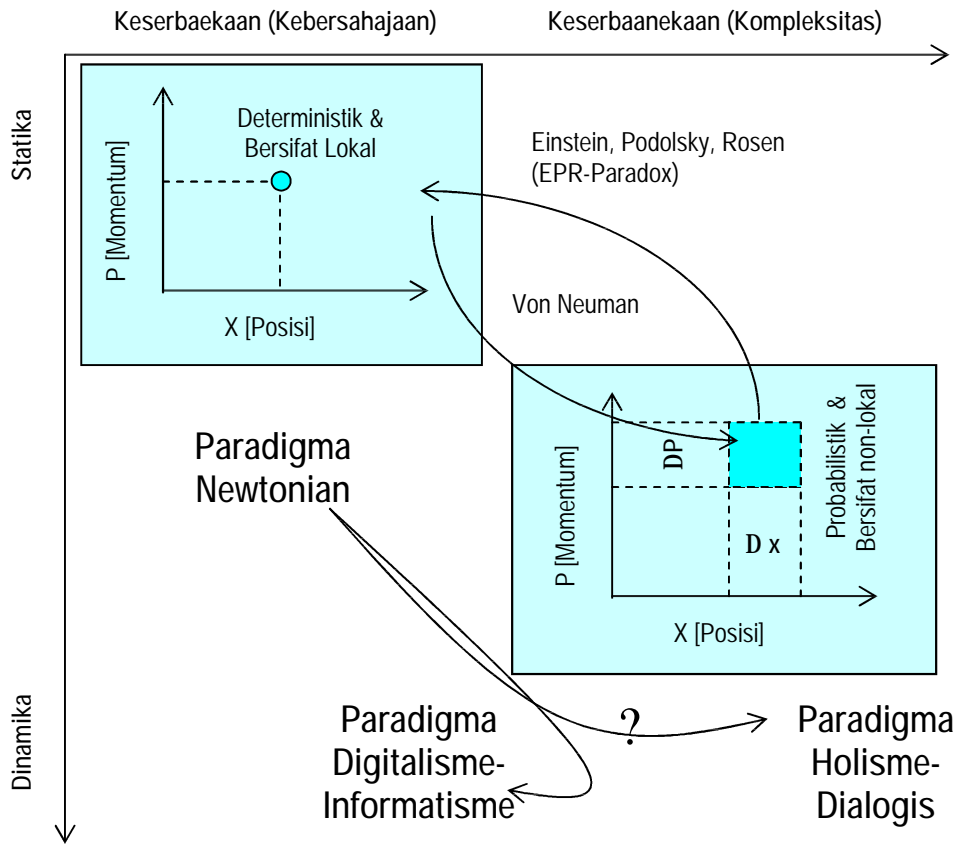 Keserbaekaan (Kebersahajaan)
Keserbaanekaan (Kompleksitas)
Statika
Deterministik &
Bersifat Lokal
P [Momentum]
X [Posisi]
Einstein, Podolsky, Rosen
(EPR-Paradox)
Von Neuman
Probabilistik &
Bersifat non-lokal
P [Momentum]
DP
D x
X [Posisi]
Paradigma
Newtonian
Dinamika
?
Paradigma
Digitalisme-
Informatisme
Paradigma
Holisme-
Dialogis